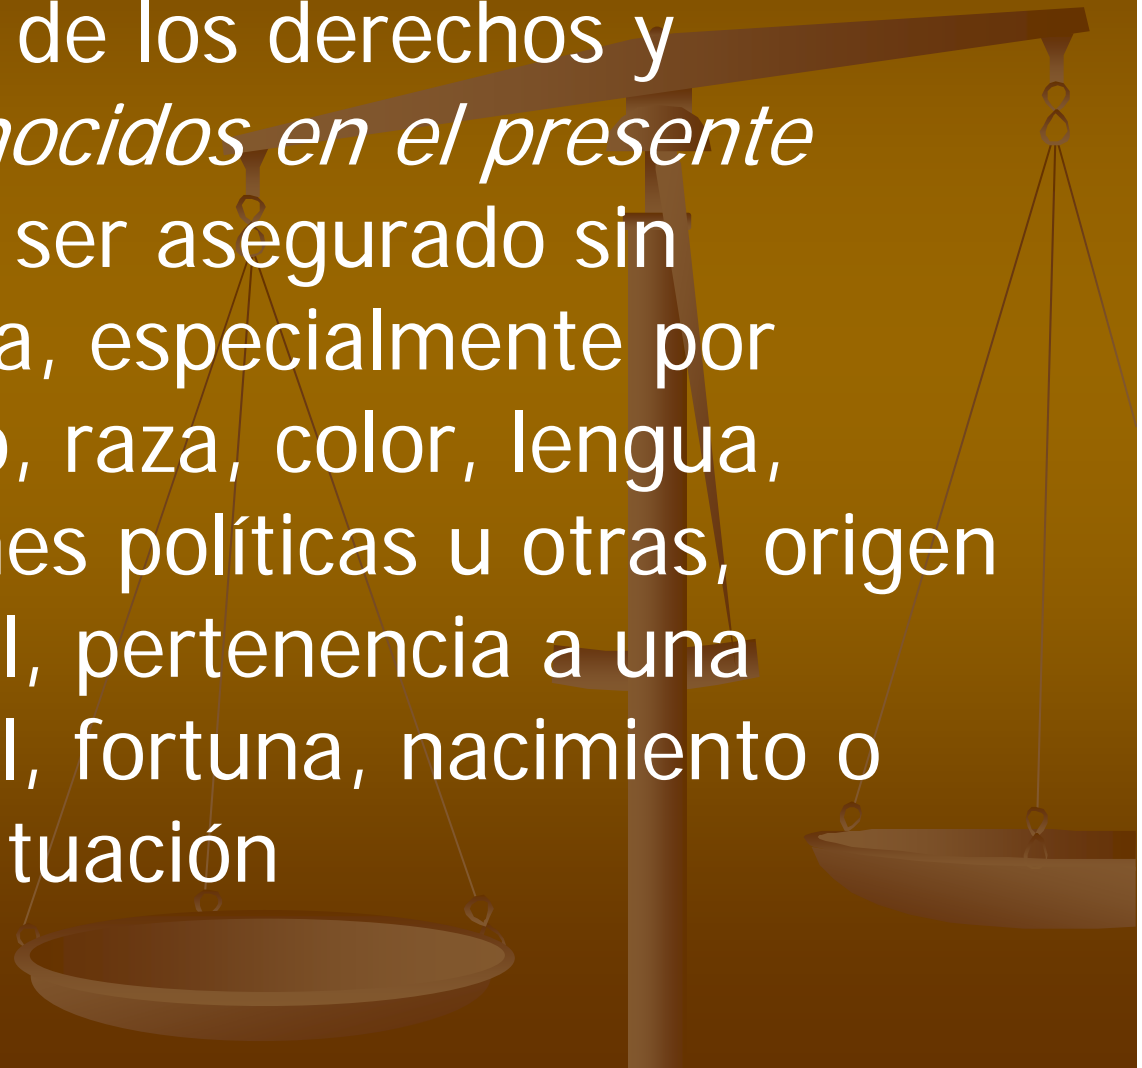 de los derechos y
nocidos en el presente
ser asegurado sin
a, especialmente por
o, raza, color, lengua,
nes políticas u otras, origen
l, pertenencia a una
l, fortuna, nacimiento o
tuación